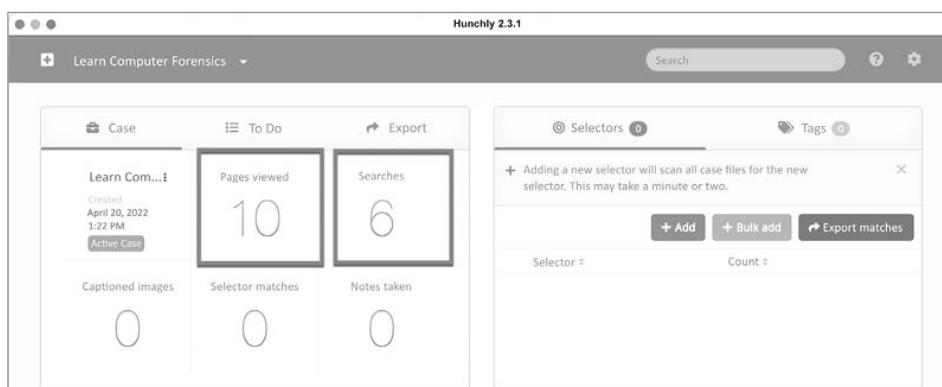 Hunchly 2.3.1
Learn Computer Forensics
Search
Case
To Do
Export
Learn Com...
Created
April 20, 2022
1:22 PM
Active Case
Pages viewed
10
Searches
6
Captioned images
0
Selector matches
0
Notes taken
0
Selectors 0
Tags 0
+ Adding a new selector will scan all case files for the new
selector. This may take a minute or two.
+ Add
+ Bulk add
Export matches
Selector
Count